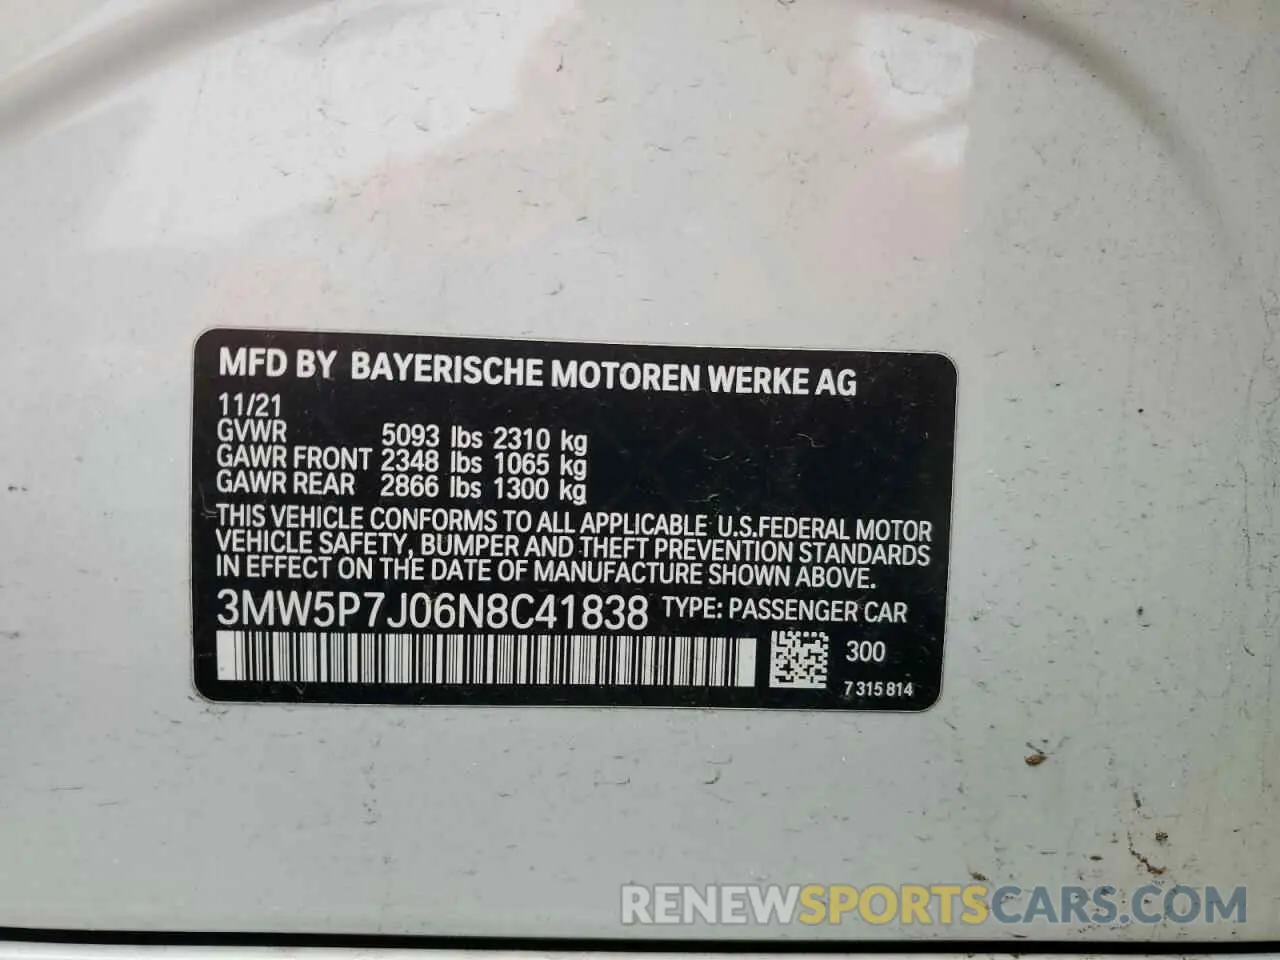 MFD BY BAYERISCHE MOTOREN WERKE AG
11/21
GVWR 5093 lbs 2310 kg
GAWR FRONT 2348 lbs 1065 kg
GAWR REAR 2866 lbs 1300 kg
THIS VEHICLE CONFORMS TO ALL APPLICABLE U.S.FEDERAL MOTOR
VEHICLE SAFETY, BUMPER AND THEFT PREVENTION STANDARDS
IN EFFECT ON THE DATE OF MANUFACTURE SHOWN ABOVE.
3MW5P7J06N8C41838 TYPE: PASSENGER CAR
300
7 315 814
RENEWSPORTSCARS.COM